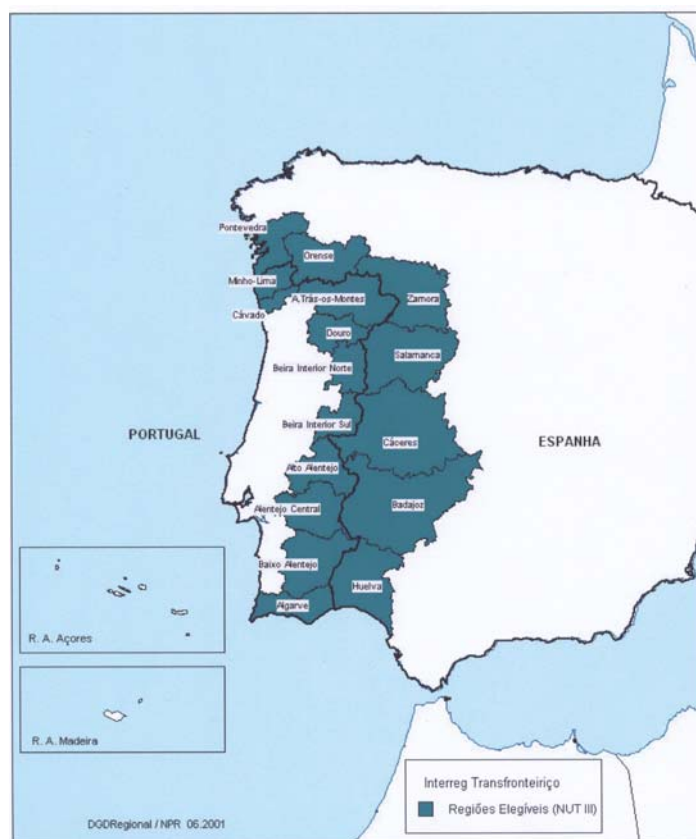 Pontevedra
Orense
Minho-Lima
Zamora
A.Trás-os-Montes
Cávado
Douro
Salamanca
Beira Interior Norte
Beira Interior Sul
PORTUGAL
Cáceres
ESPANHA
Alto Alentejo
Badajoz
Alentejo Central
Baixo Alentejo
Huelva
Algarve
R. A. Açores
R. A. Madeira
Interreg Transfronteiriço
Regiões Elegíveis (NUT III)
DGDRegional / NPR 06.2001